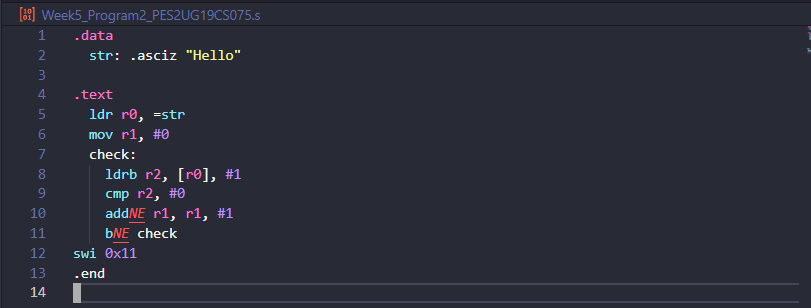 Week5_Program2_PES2UG19CS075.s
1 .data
2 str: .asciz "Hello"
3
4 .text
5 ldr r0, =str
6 mov r1, #0
7 check:
8 ldrb r2, [r0], #1
9 cmp r2, #0
10 addNE r1, r1, #1
11 bNE check
12 swi 0x11
13 .end
14